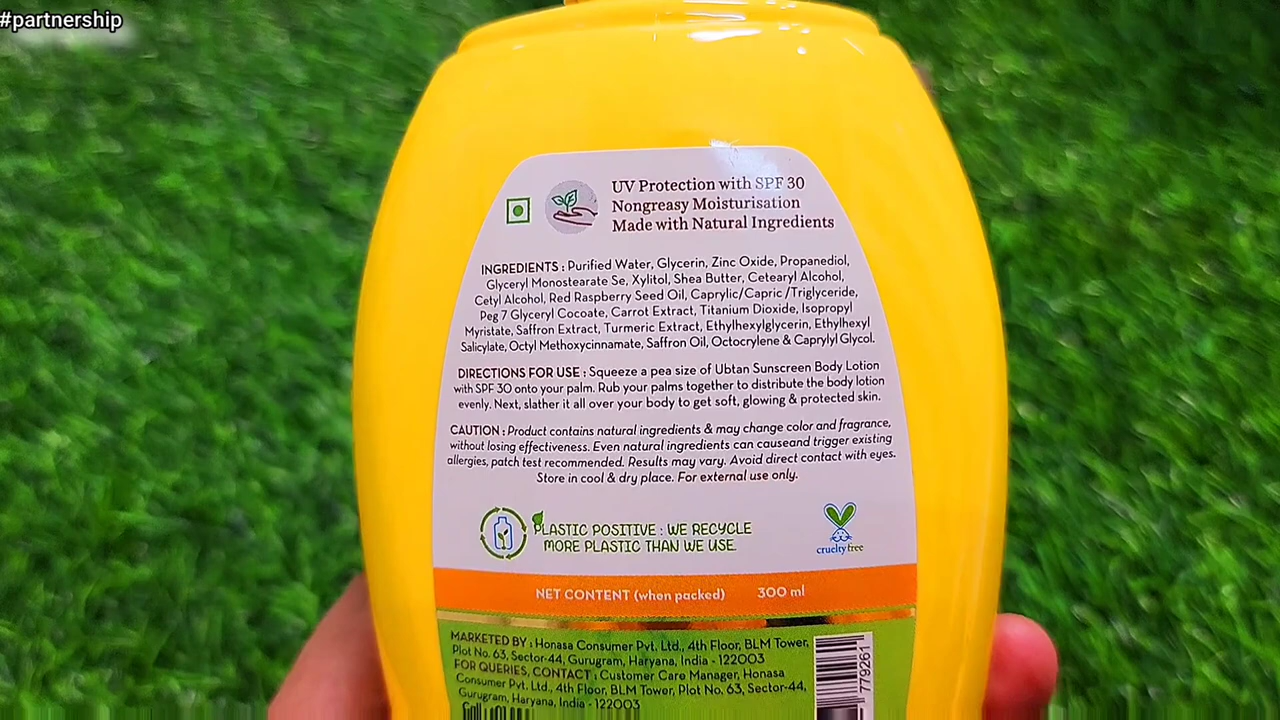 #partnership
UV Protection with SPF 30
Nongreasy Moisturisation
Made with Natural Ingredients
INGREDIENTS : Purified Water, Glycerin, Zinc Oxide, Propanediol,
Glyceryl Monostearate Se, Xylitol, Shea Butter, Cetearyl Alcohol,
Cetyl Alcohol, Red Raspberry Seed Oil, Caprylic/Capric /Triglyceride,
Peg 7 Glyceryl Cocoate, Carrot Extract, Titanium Dioxide, Isopropyl
Myristate, Saffron Extract, Turmeric Extract, Ethylhexylglycerin, Ethylhexyl
Salicylate, Octyl Methoxycinnamate, Saffron Oil, Octocrylene & Caprylyl Glycol.
DIRECTIONS FOR USE : Squeeze a pea size of Ubtan Sunscreen Body Lotion
with SPF 30 onto your palm. Rub your palms together to distribute the body lotion
evenly. Next, slather it all over your body to get soft, glowing & protected skin.
CAUTION : Product contains natural ingredients & may change color and fragrance,
without losing effectiveness. Even natural ingredients can causeand trigger existing
allergies, patch test recommended. Results may vary. Avoid direct contact with eyes.
Store in cool & dry place. For external use only.
PLASTIC POSITIVE : WE RECYCLE
MORE PLASTIC THAN WE USE.
cruelty free
NET CONTENT (when packed) 300 ml
MARKETED BY : Honasa Consumer Pvt. Ltd., 4th Floor, BLM Tower,
Plot No. 63, Sector-44, Gurugram, Haryana, India - 122003
FOR QUERIES, CONTACT : Customer Care Manager, Honasa
Consumer Pvt. Ltd., 4th Floor, BLM Tower, Plot No. 63, Sector-44,
Gurugram, Haryana, India - 122003
779261